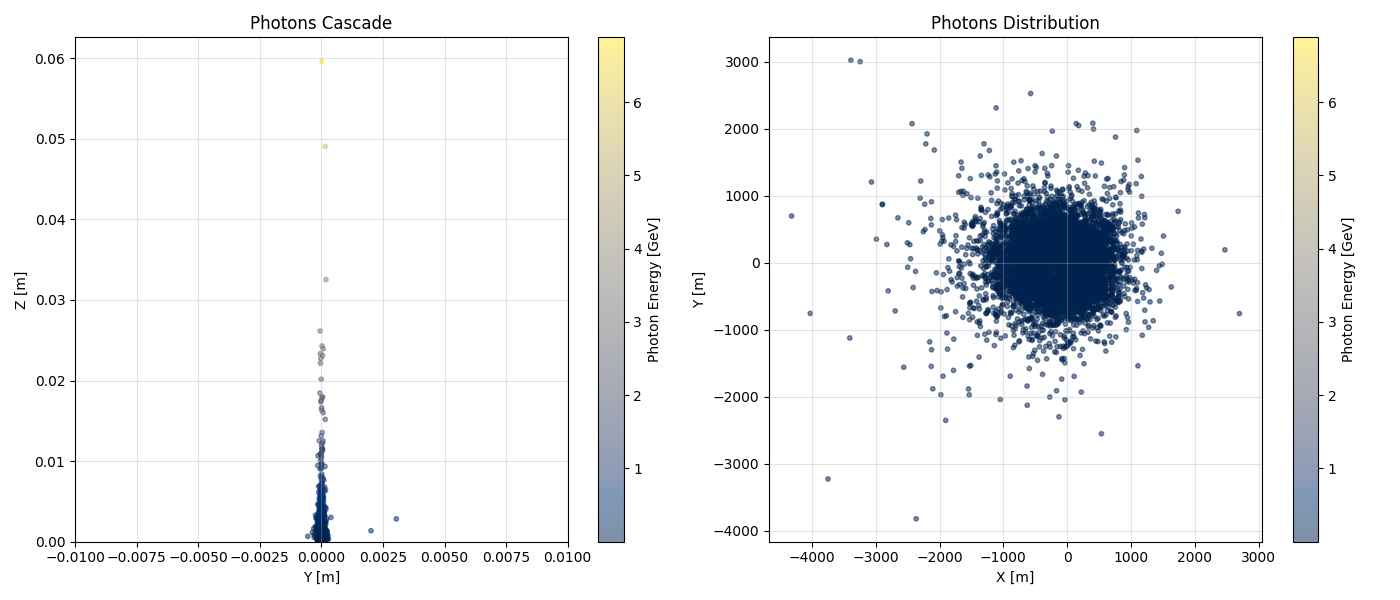 Photons Cascade
0.06
0.05
0.04
0.03
0.02
0.01
0.00
Z [m]
−0.0100 −0.0075 −0.0050 −0.0025 0.0000 0.0025 0.0050 0.0075 0.0100
Y [m]
6
5
4
3
2
1
Photon Energy [GeV]
Photons Distribution
3000
2000
1000
0
−1000
−2000
−3000
−4000
Y [m]
−4000 −3000 −2000 −1000 0 1000 2000 3000
X [m]
6
5
4
3
2
1
Photon Energy [GeV]